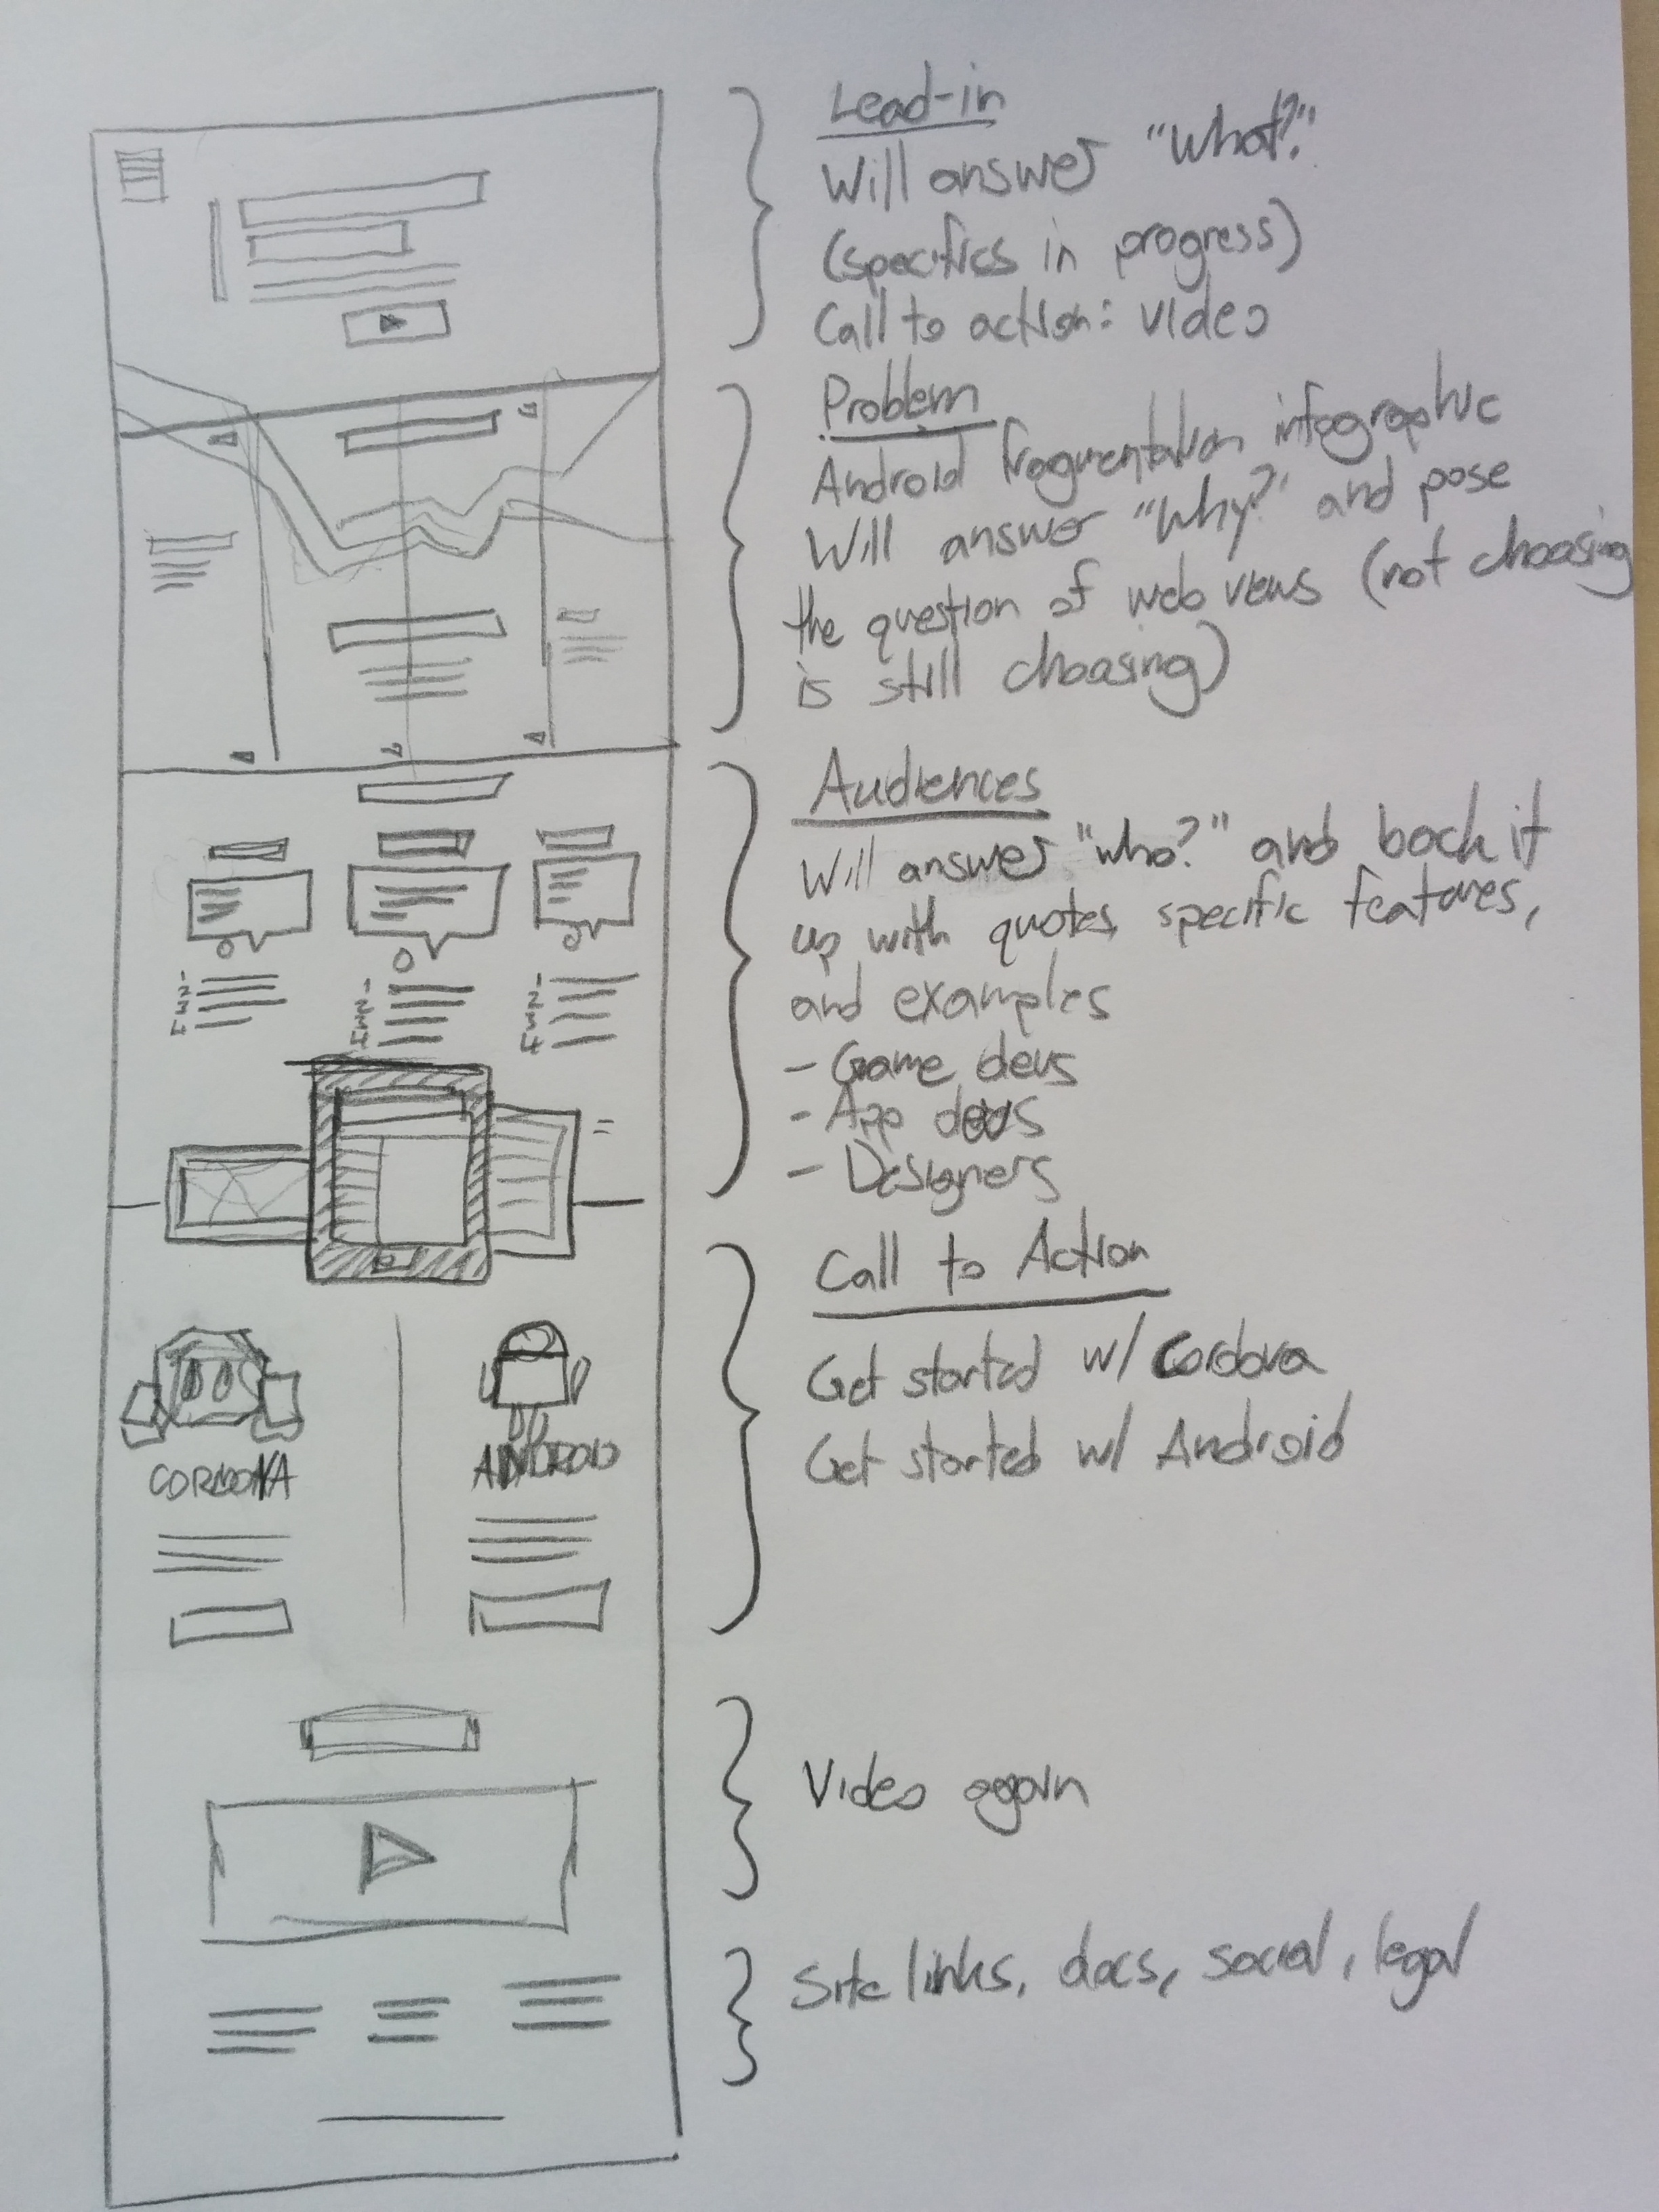 Lead-in
Will answer "What?"
(specifics in progress)
Call to action: video
Problem
Android fragmentation infographic
Will answer "Why?" and pose
the question of web views (not choosing
is still choosing)
Audiences
Will answer "who?" and back it
up with quotes, specific features,
and examples
1
2
3
4
1
2
3
4
- Game devs
- App devs
- Designers
Call to Action
Get started w/ Cordova
Get started w/ Android
CORDOVA
ANDROID
Video again
Site links, docs, social, legal